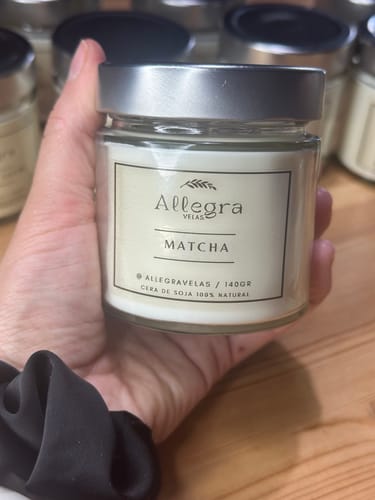 Allegra
VELAS
MATCHA
@ ALLEGRAVELAS / 140GR
CERA DE SOJA 100% NATURAL